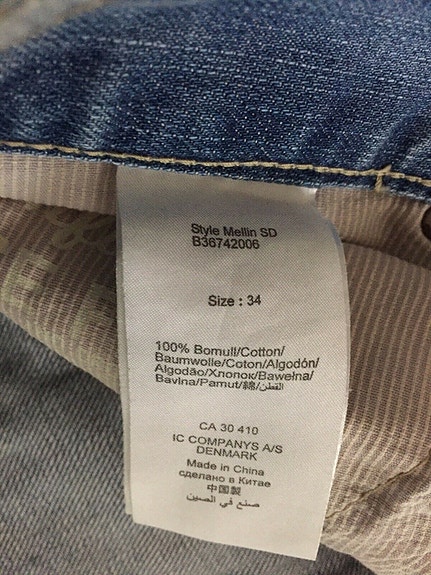 Style Mellin SD
B36742006
Size : 34
100% Bomull/Cotton/
Baumwolle/Coton/Algodón/
Algodão/Хлопок/Bawełna/
Bavlna/Pamut/綿/القطن
CA 30 410
IC COMPANYS A/S
DENMARK
Made in China
сделано в Китае
中国製
صنع في الصين